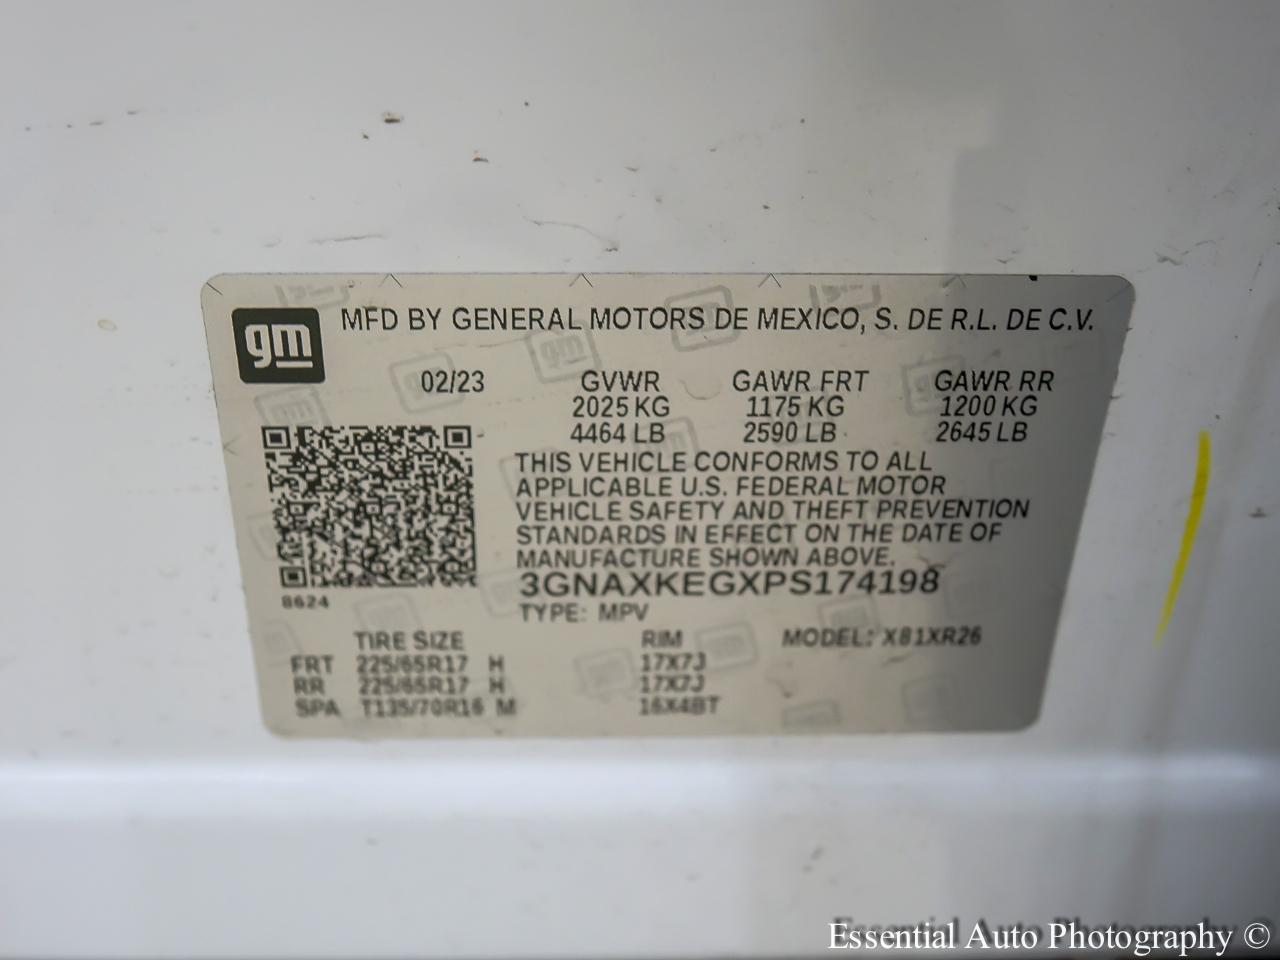 gm
MFD BY GENERAL MOTORS DE MEXICO, S. DE R.L. DE C.V.
02/23 GVWR GAWR FRT GAWR RR
2025 KG 1175 KG 1200 KG
4464 LB 2590 LB 2645 LB
THIS VEHICLE CONFORMS TO ALL
APPLICABLE U.S. FEDERAL MOTOR
VEHICLE SAFETY AND THEFT PREVENTION
STANDARDS IN EFFECT ON THE DATE OF
MANUFACTURE SHOWN ABOVE.
3GNAXKEGXPS174198
8624
TYPE: MPV
TIRE SIZE RIM MODEL: X81XR26
FRT 225/65R17 H 17X7J
RR 225/65R17 H 17X7J
SPA T135/70R16 M 16X4BT
Essential Auto Photography ©